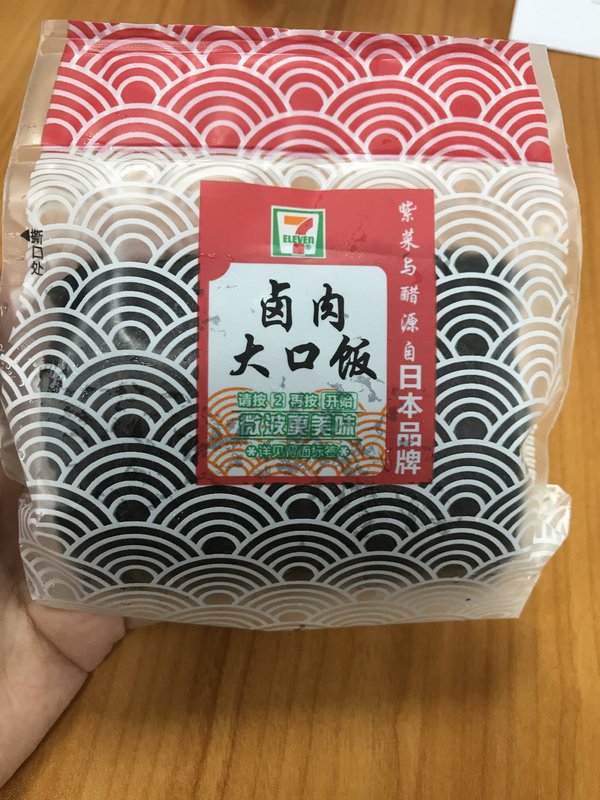 撕口处
7
ELEVEN
®
卤肉
大口饭
请按 2 再按 开始
微波更美味
*详见背面标签*
紫菜与醋源自日本品牌